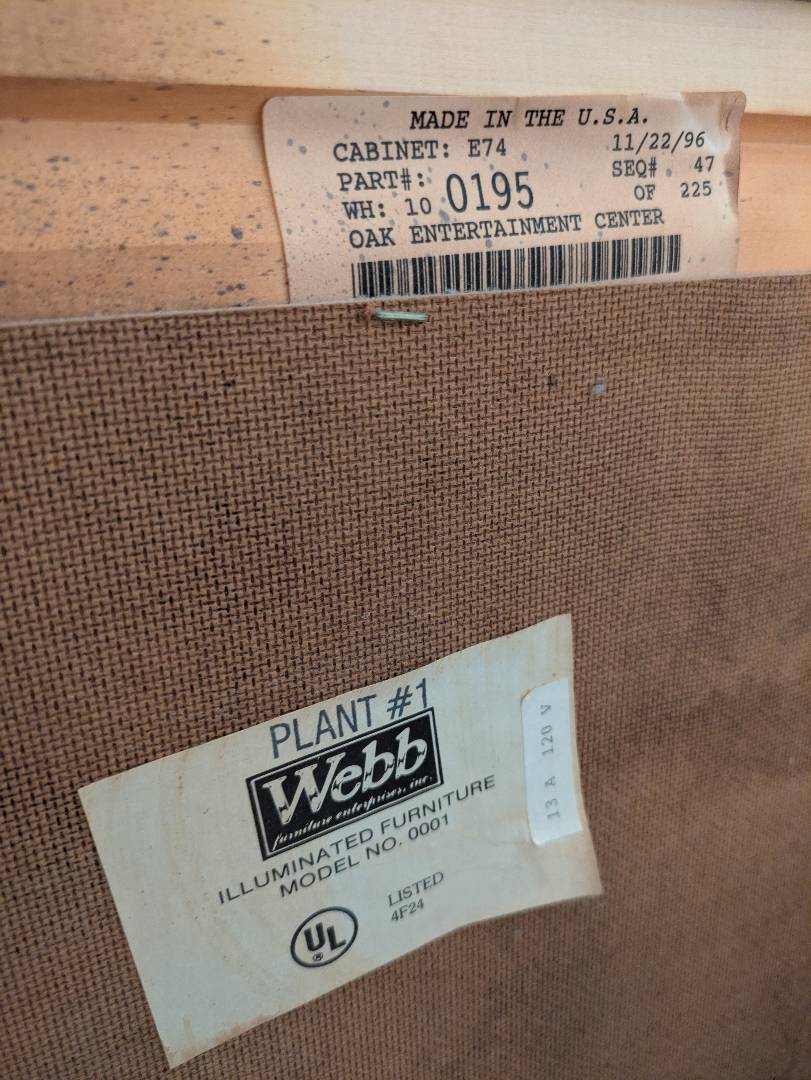 MADE IN THE U.S.A.
CABINET: E74 11/22/96
PART#: SEQ# 47
WH: 10 0195 OF 225
OAK ENTERTAINMENT CENTER
PLANT #1
Webb
furniture enterprises, inc.
ILLUMINATED FURNITURE
MODEL NO. 0001
LISTED
4F24
UL
®
13 A 120 V